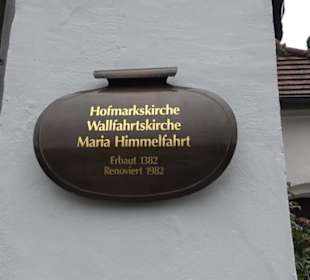 Hofmarkskirche
Wallfahrtskirche
Maria Himmelfahrt
Erbaut 1382
Renoviert 1982